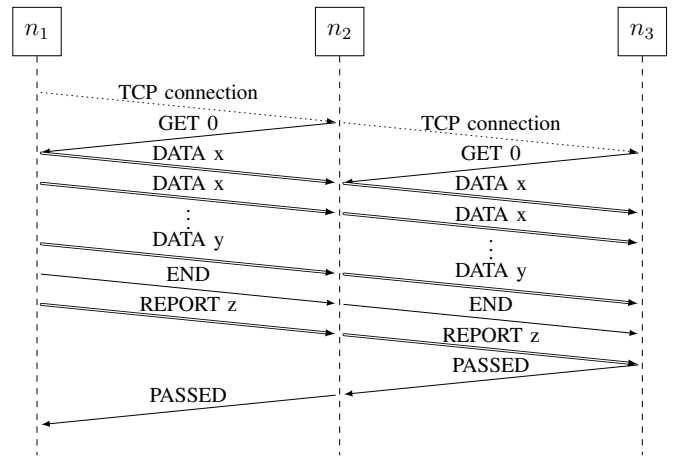 n1 n2 n3
TCP connection
GET 0 TCP connection
DATA x GET 0
DATA x DATA x
⋮ DATA x
DATA y ⋮
END DATA y
REPORT z END
REPORT z
PASSED
PASSED